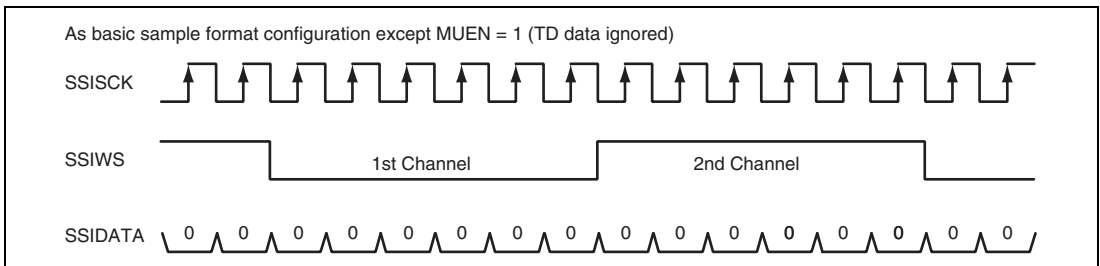 As basic sample format configuration except MUEN = 1 (TD data ignored)
SSISCK
SSIWS 1st Channel 2nd Channel
SSIDATA 0 0 0 0 0 0 0 0 0 0 0 0 0 0 0 0